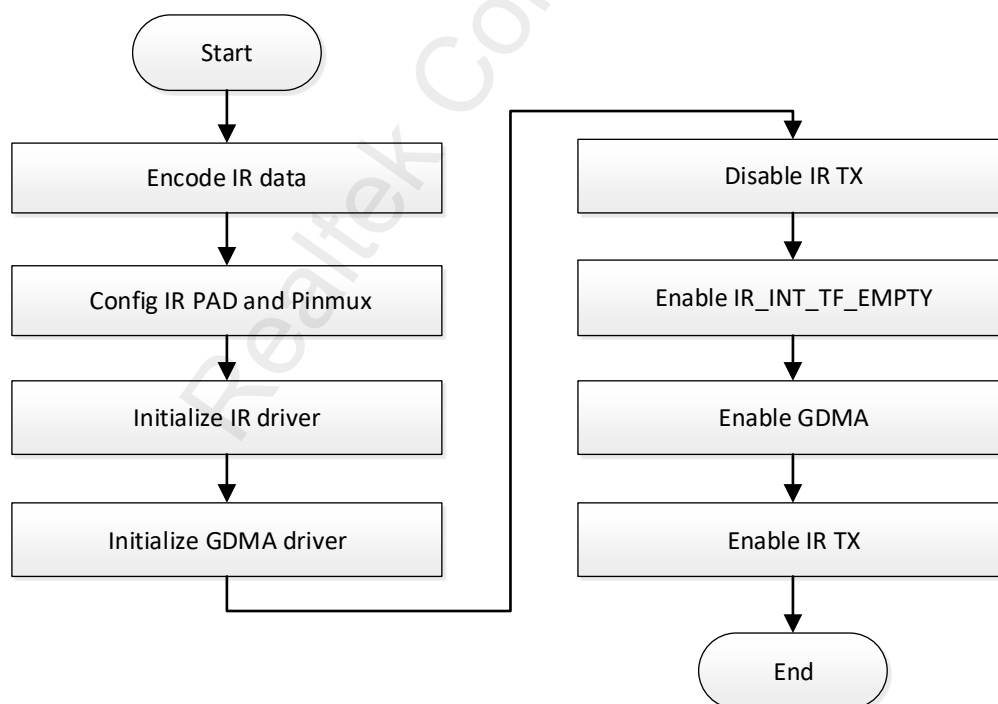 Start
Encode IR data
Config IR PAD and Pinmux
Initialize IR driver
Initialize GDMA driver
Disable IR TX
Enable IR_INT_TF_EMPTY
Enable GDMA
Enable IR TX
End
Realtek